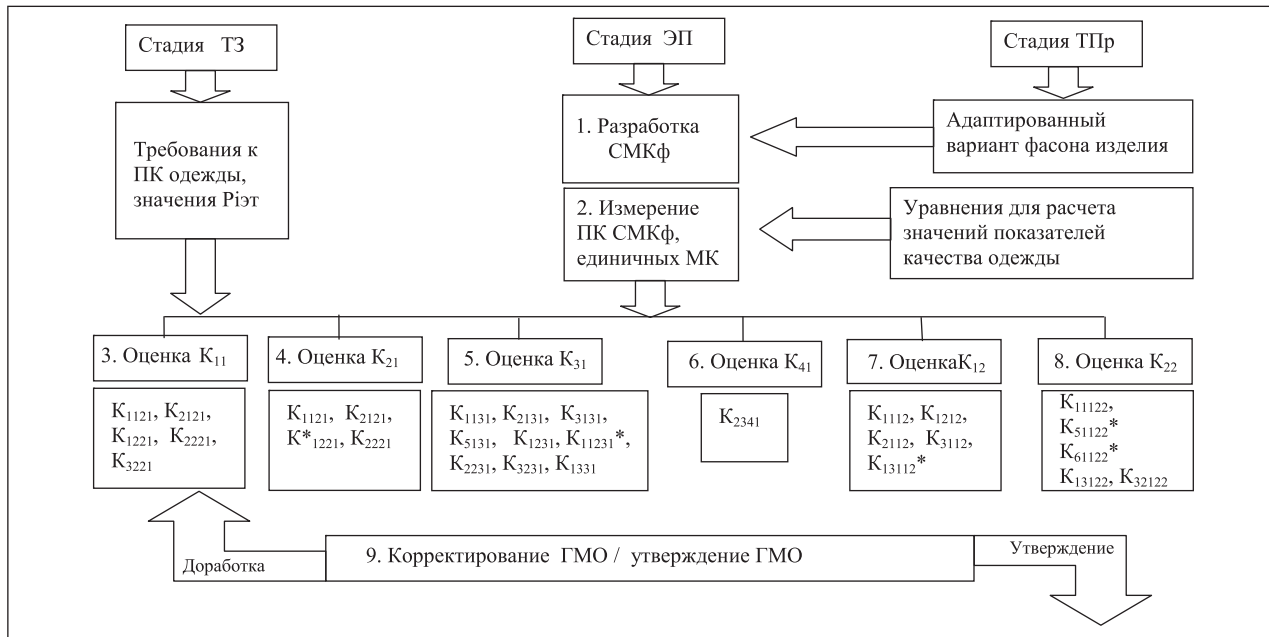 Стадия ТЗ
Стадия ЭП
Стадия ТПр
Требования к
ПК одежды,
значения Piэт
1. Разработка
СМКф
Адаптированный
вариант фасона изделия
2. Измерение
ПК СМКф,
единичных МК
Уравнения для расчета
значений показателей
качества одежды
3. Оценка К₁₁
4. Оценка К₂₁
5. Оценка К₃₁
6. Оценка К₄₁
7. ОценкаК₁₂
8. Оценка К₂₂
К₁₁₂₁, К₂₁₂₁,
К₁₂₂₁, К₂₂₂₁,
К₃₂₂₁
К₁₁₂₁, К₂₁₂₁,
К*₁₂₂₁, К₂₂₂₁
К₁₁₃₁, К₂₁₃₁, К₃₁₃₁,
К₅₁₃₁, К₁₂₃₁, К₁₁₂₃₁*,
К₂₂₃₁, К₃₂₃₁, К₁₃₃₁
К₂₃₄₁
К₁₁₁₂, К₁₂₁₂,
К₂₁₁₂, К₃₁₁₂,
К₁₃₁₁₂*
К₁₁₁₂₂,
К₅₁₁₂₂*
К₆₁₁₂₂*
К₁₃₁₂₂, К₃₂₁₂₂
9. Корректирование ГМО / утверждение ГМО
Доработка
Утверждение